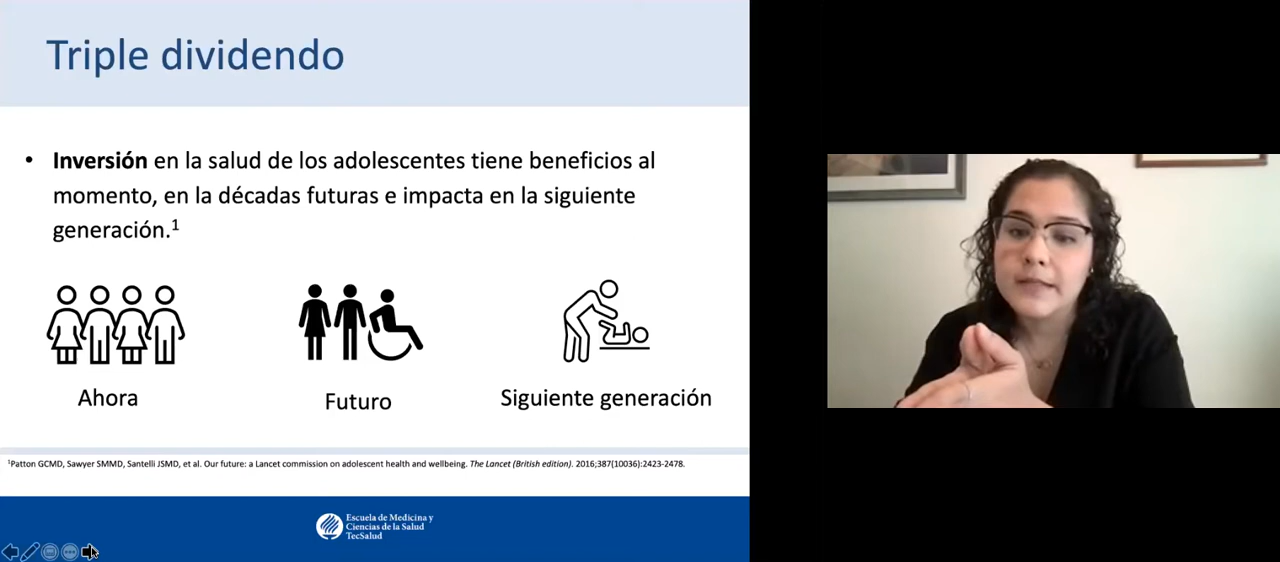 Triple dividendo
• Inversión en la salud de los adolescentes tiene beneficios al
momento, en la décadas futuras e impacta en la siguiente
generación.1
Ahora
Futuro
Siguiente generación
1Patton GCMD, Sawyer SMMD, Santelli JSMD, et al. Our future: a Lancet commission on adolescent health and wellbeing. The Lancet (British edition). 2016;387(10036):2423-2478.
Escuela de Medicina y
Ciencias de la Salud
TecSalud